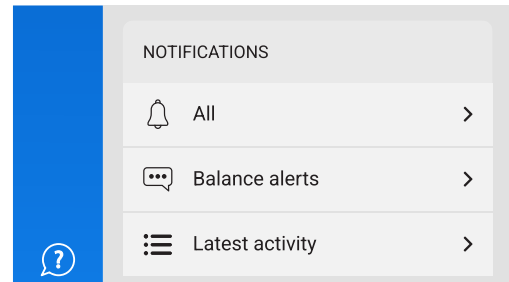 NOTIFICATIONS
All
Balance alerts
Latest activity
?